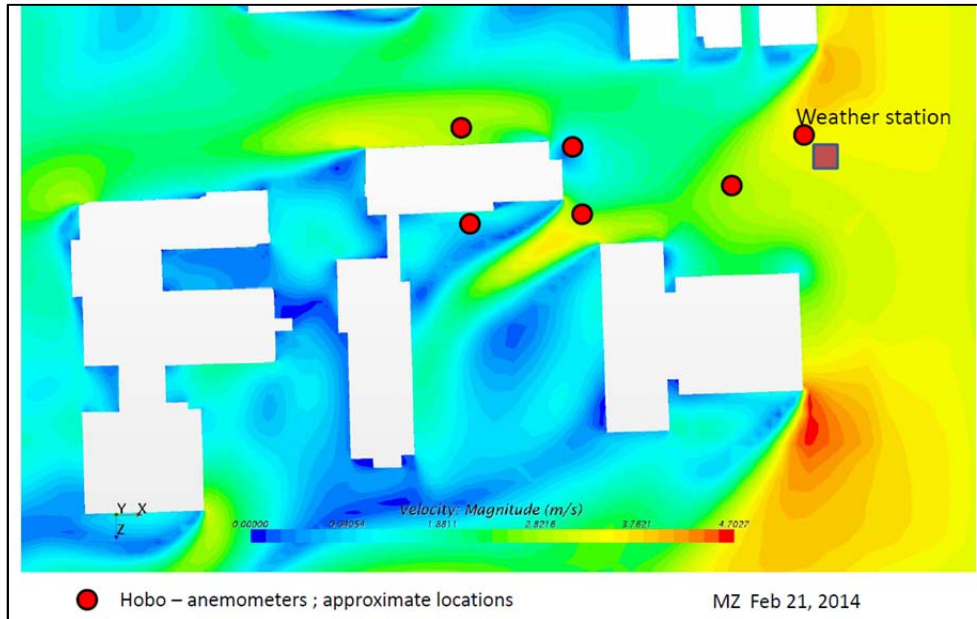 Weather station
Y X
Z
Velocity: Magnitude (m/s)
0.00000 0.94054 1.8811 2.8216 3.7621 4.7027
Hobo – anemometers ; approximate locations MZ Feb 21, 2014